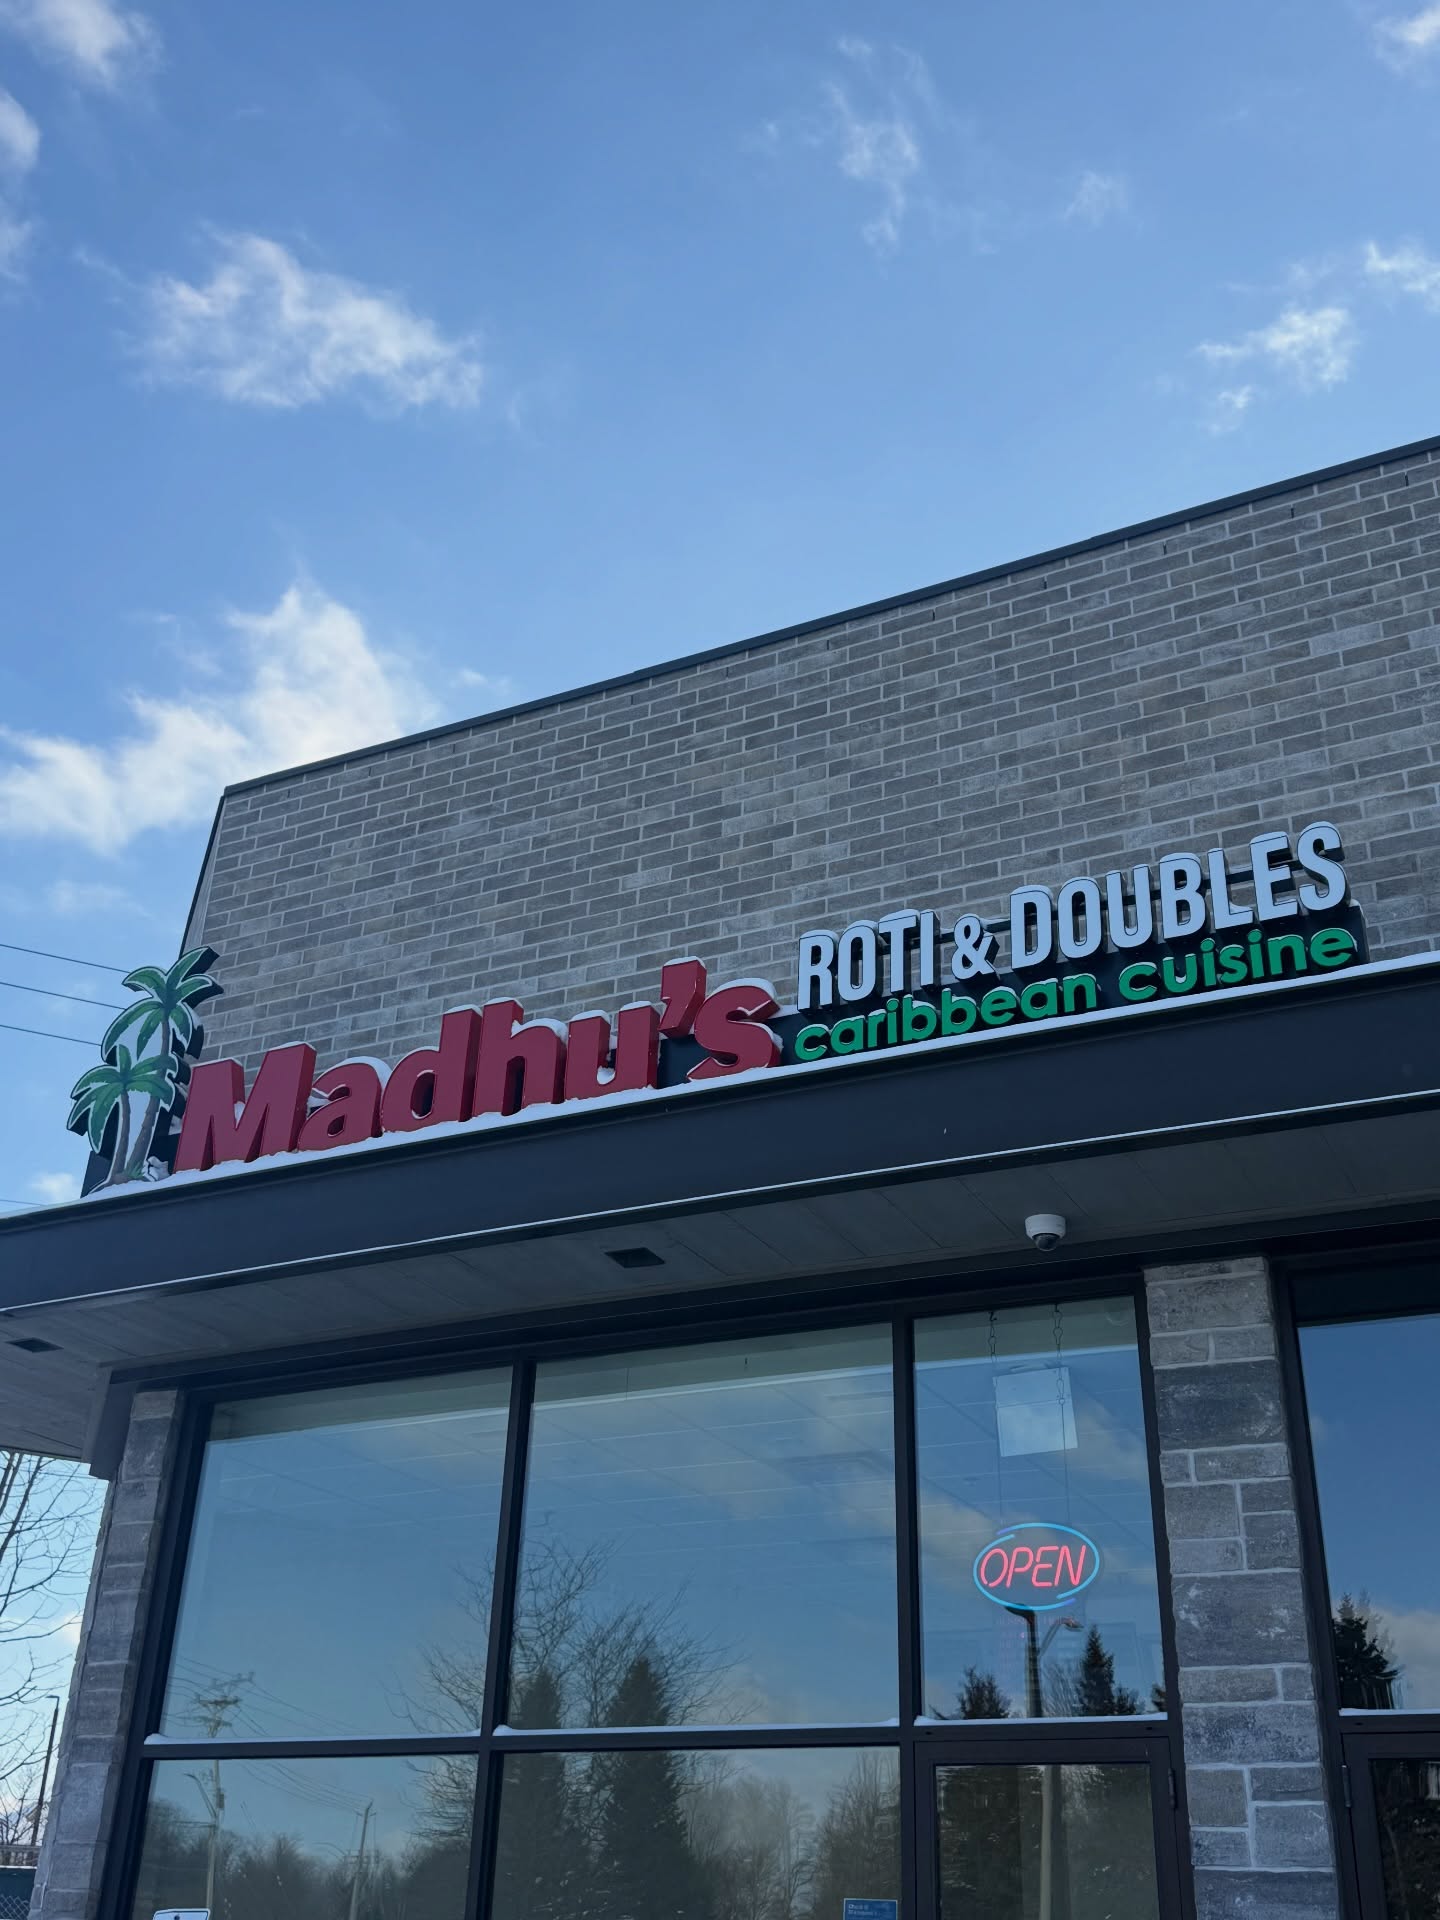 Madhu's
ROTI & DOUBLES
caribbean cuisine
OPEN